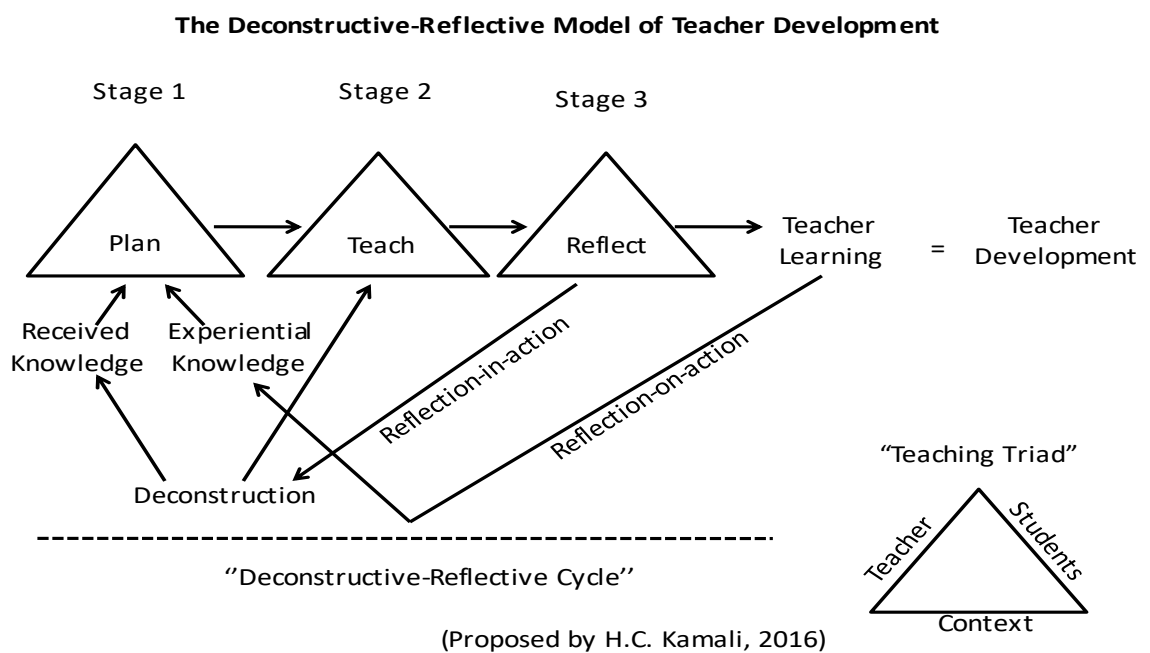 The Deconstructive-Reflective Model of Teacher Development
Stage 1
Stage 2
Stage 3
Plan
Teach
Reflect
Teacher
Learning
=
Teacher
Development
Received
Knowledge
Experiential
Knowledge
Reflection-in-action
Reflection-on-action
Deconstruction
“Teaching Triad”
Teacher
Students
Context
‘’Deconstructive-Reflective Cycle’’
(Proposed by H.C. Kamali, 2016)